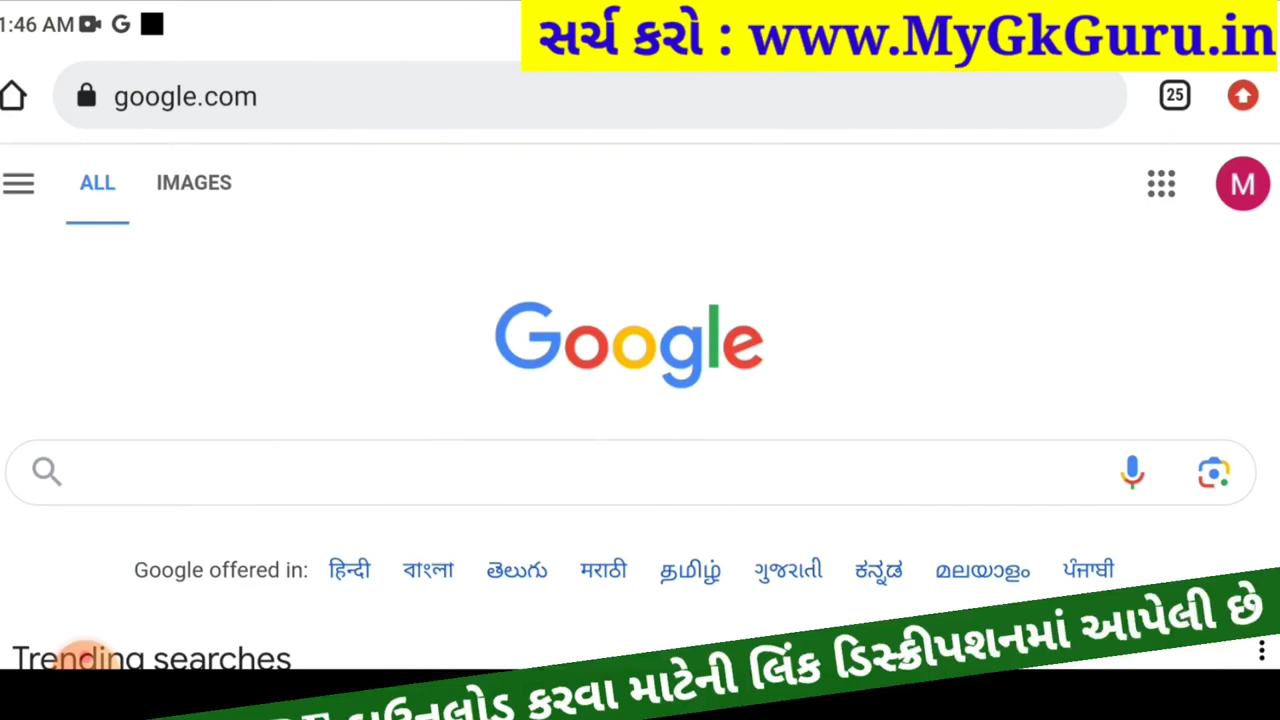 1:46 AM G
સર્ચ કરો : www.MyGkGuru.in
google.com
25
ALL IMAGES
M
Google
Google offered in: हिन्दी বাংলা తెలుగు मराठी தமிழ் ગુજરાતી ಕನ್ನಡ മലയാളം ਪੰਜਾਬੀ
Trending searches
ડાઉનલોડ કરવા માટેની લિંક ડિસ્ક્રીપશનમાં આપેલી છે